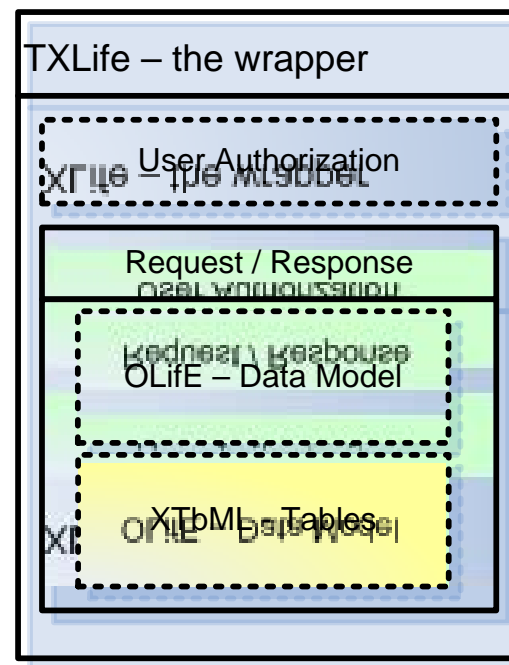 TXLife – the wrapper
User Authorization
Request / Response
OLifE – Data Model
XTbML - Tables